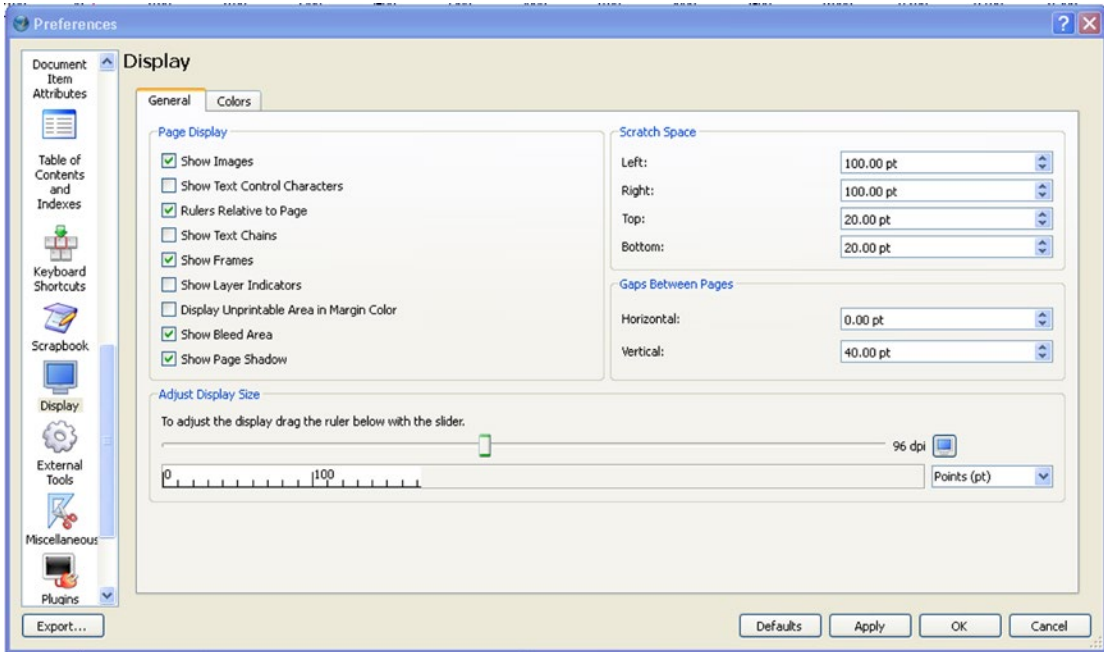 Preferences
Document
Item
Attributes
Table of
Contents
and
Indexes
Keyboard
Shortcuts
Scrapbook
Display
External
Tools
Miscellaneous
Plugins
Display
General Colors
Page Display
Show Images
Show Text Control Characters
Rulers Relative to Page
Show Text Chains
Show Frames
Show Layer Indicators
Display Unprintable Area in Margin Color
Show Bleed Area
Show Page Shadow
Scratch Space
Left: 100.00 pt
Right: 100.00 pt
Top: 20.00 pt
Bottom: 20.00 pt
Gaps Between Pages
Horizontal: 0.00 pt
Vertical: 40.00 pt
Adjust Display Size
To adjust the display drag the ruler below with the slider.
96 dpi
0 100 Points (pt)
Export... Defaults Apply OK Cancel